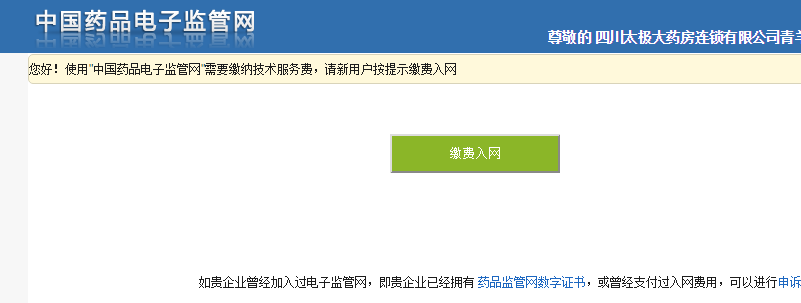 中国药品电子监管网
尊敬的 四川太极大药房连锁有限公司青羊
您好！使用"中国药品电子监管网"需要缴纳技术服务费，请新用户按提示缴费入网
缴费入网
如贵企业曾经加入过电子监管网，即贵企业已经拥有 药品监管网数字证书，或曾经支付过入网费用，可以进行申诉